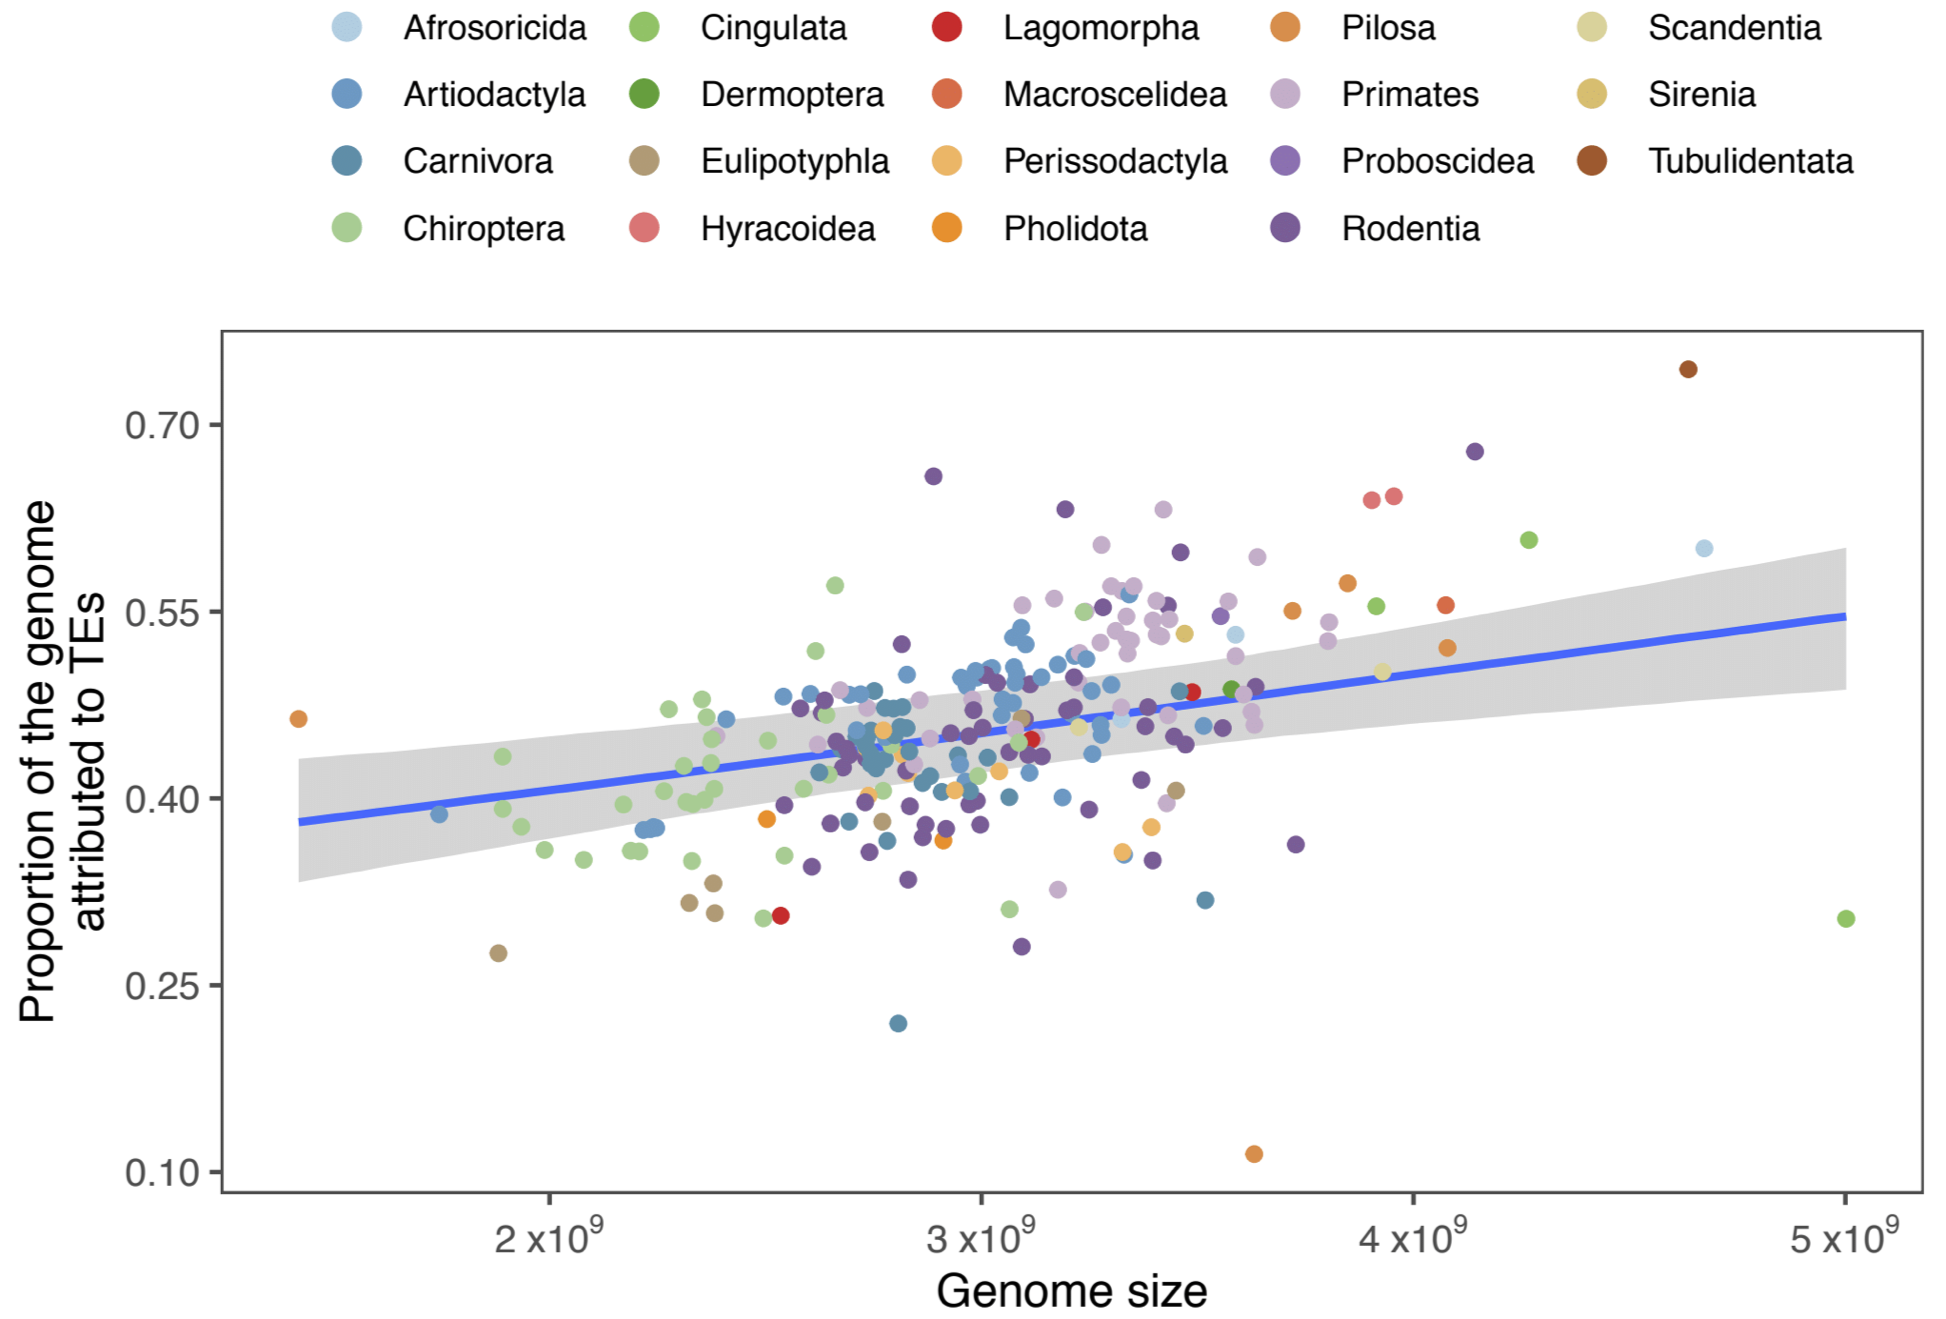 Afrosoricida Cingulata Lagomorpha Pilosa Scandentia
Artiodactyla Dermoptera Macroscelidea Primates Sirenia
Carnivora Eulipotyphla Perissodactyla Proboscidea Tubulidentata
Chiroptera Hyracoidea Pholidota Rodentia
Proportion of the genome
attributed to TEs
0.70
0.55
0.40
0.25
0.10
2 x10⁹ 3 x10⁹ 4 x10⁹ 5 x10⁹
Genome size